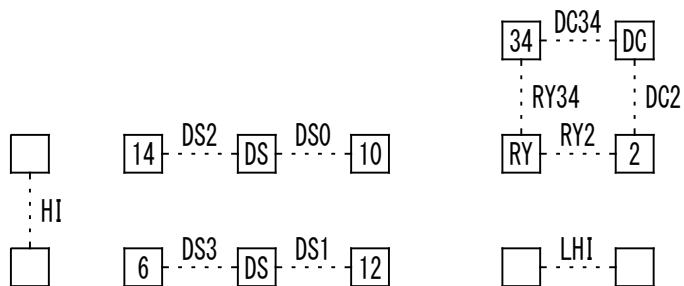 34 DC34 DC
RY34 DC2
14 DS2 DS DS0 10 RY RY2 2
HI
6 DS3 DS DS1 12 LHI